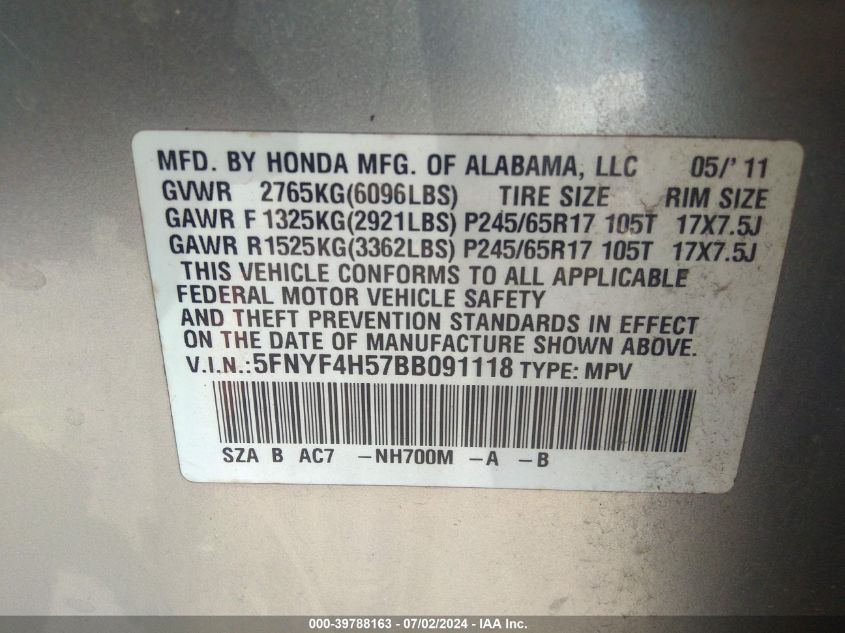 MFD. BY HONDA MFG. OF ALABAMA, LLC 05/'11
GVWR 2765KG(6096LBS) TIRE SIZE RIM SIZE
GAWR F 1325KG(2921LBS) P245/65R17 105T 17X7.5J
GAWR R1525KG(3362LBS) P245/65R17 105T 17X7.5J
THIS VEHICLE CONFORMS TO ALL APPLICABLE
FEDERAL MOTOR VEHICLE SAFETY
AND THEFT PREVENTION STANDARDS IN EFFECT
ON THE DATE OF MANUFACTURE SHOWN ABOVE.
V.I.N.:5FNYF4H57BB091118 TYPE: MPV
SZA B AC7 –NH700M –A –B
000-39788163 - 07/02/2024 - IAA Inc.